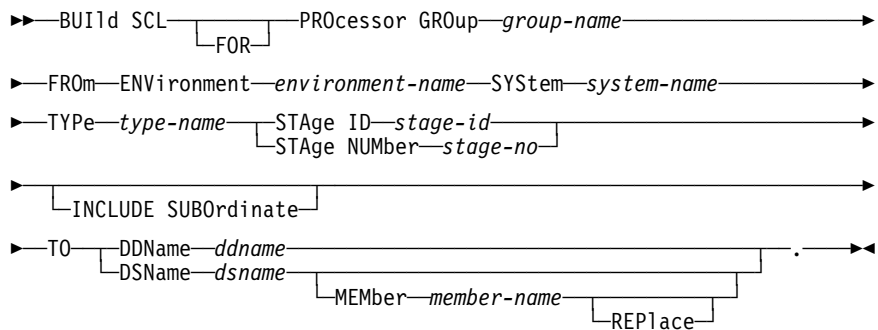 BUIld SCL PROcessor GROup group-name
FOR
FROm ENVironment environment-name SYStem system-name
TYPe type-name STAge ID stage-id
STAge NUMber stage-no
INCLUDE SUBOrdinate
TO DDName ddname .
DSName dsname
MEMber member-name
REPlace